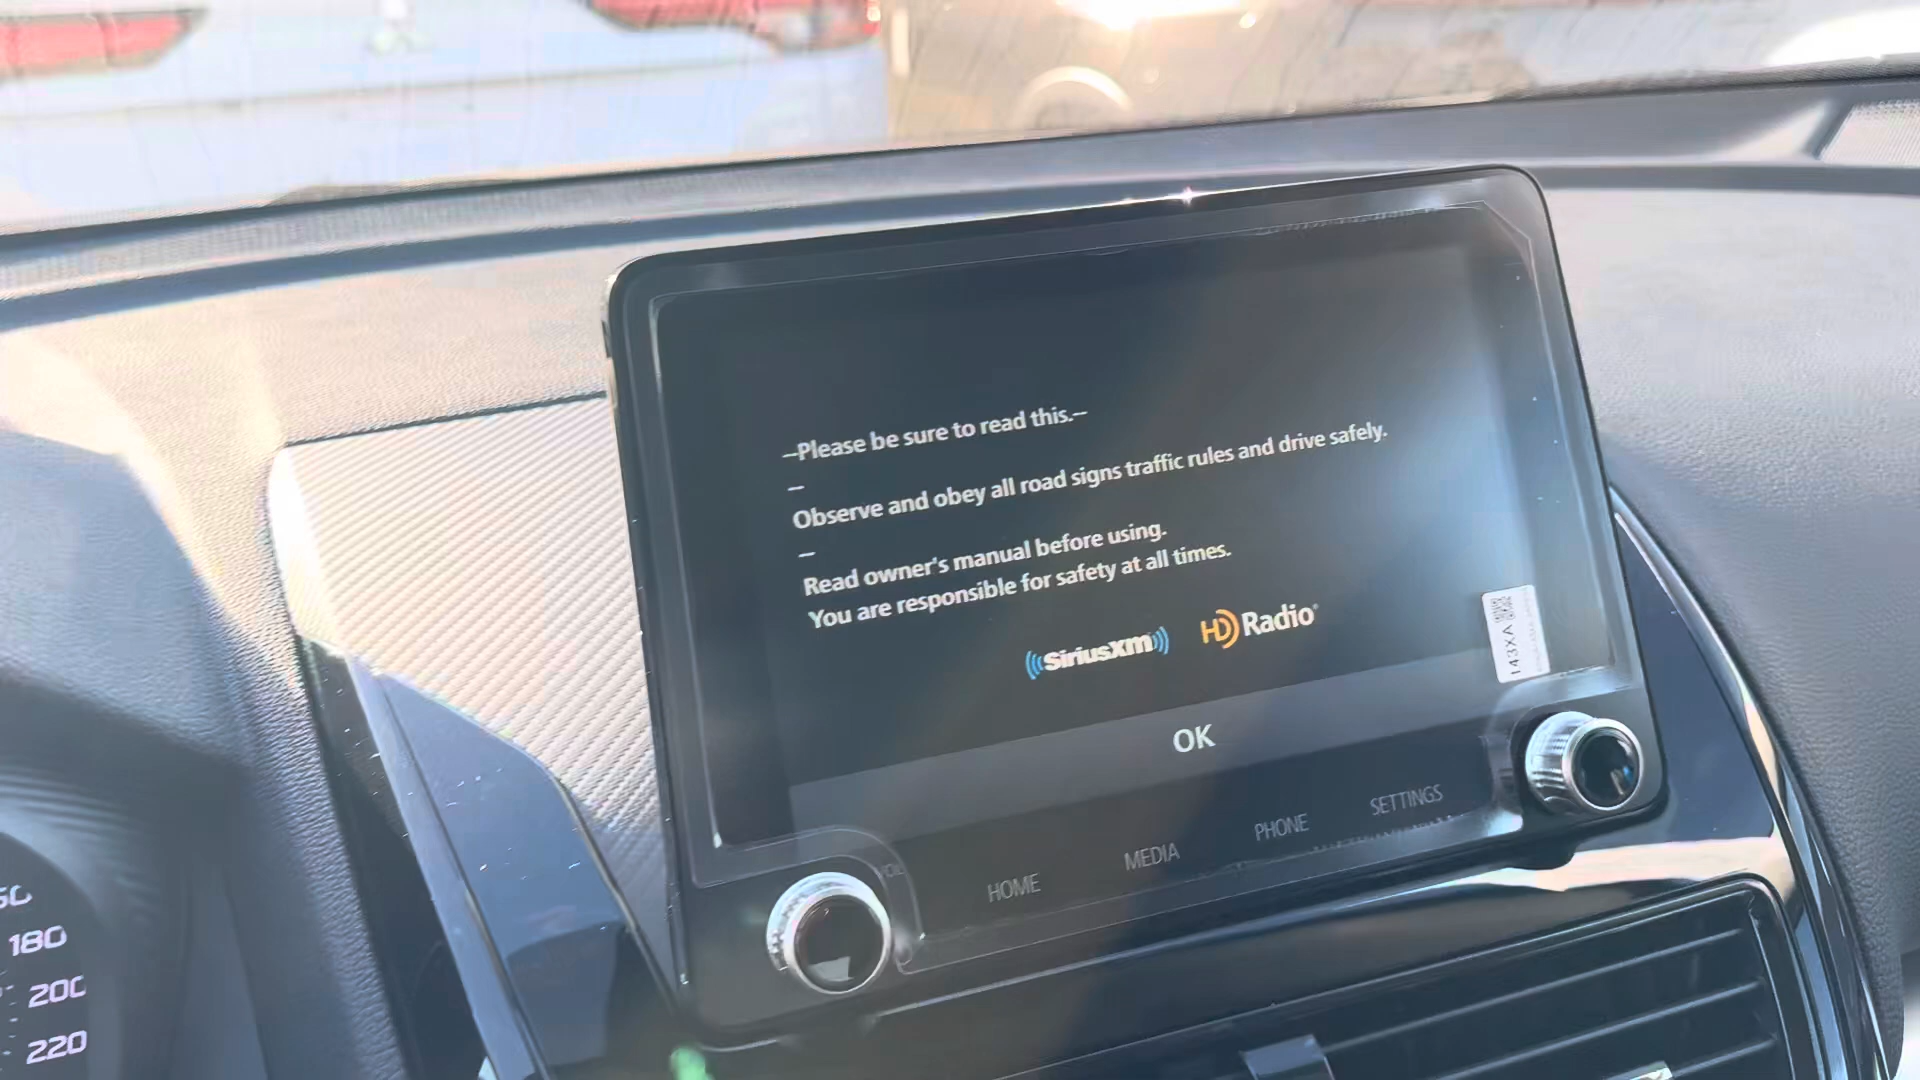 --Please be sure to read this.--
--
Observe and obey all road signs traffic rules and drive safely.
--
Read owner's manual before using.
You are responsible for safety at all times.
SiriusXM HD Radio
143XA
OK
HOME MEDIA PHONE SETTINGS
VOL
180
200
220